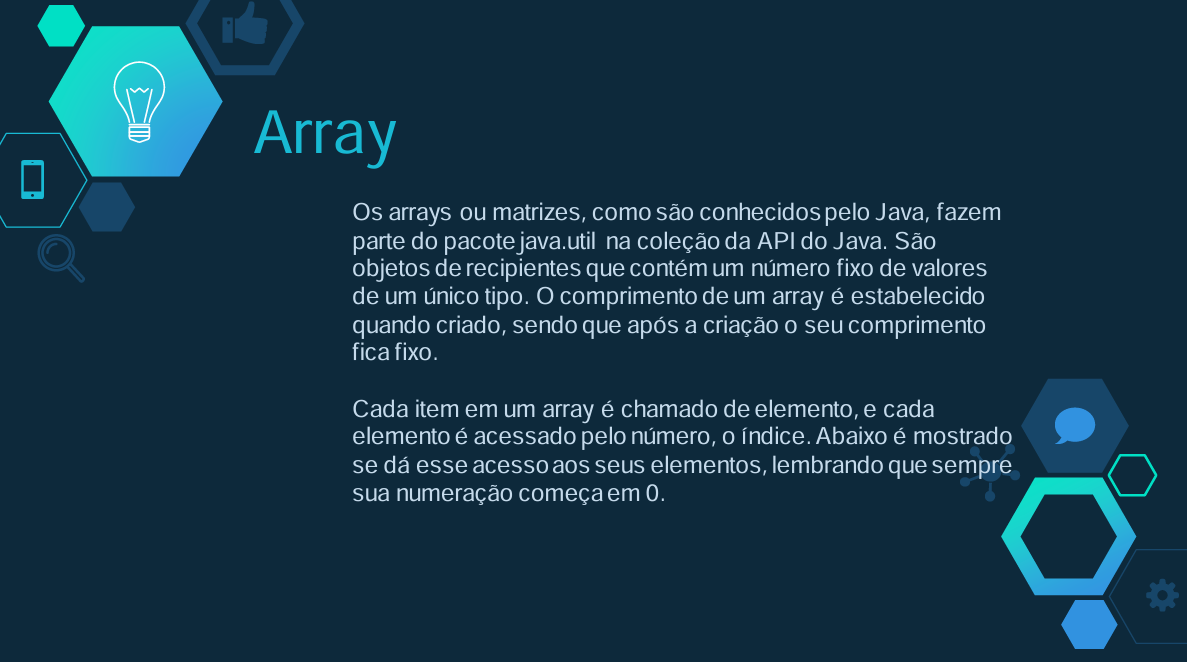 Array
Os arrays ou matrizes, como são conhecidos pelo Java, fazem
parte do pacote java.util na coleção da API do Java. São
objetos de recipientes que contém um número fixo de valores
de um único tipo. O comprimento de um array é estabelecido
quando criado, sendo que após a criação o seu comprimento
fica fixo.
Cada item em um array é chamado de elemento, e cada
elemento é acessado pelo número, o índice. Abaixo é mostrado
se dá esse acesso aos seus elementos, lembrando que sempre
sua numeração começa em 0.